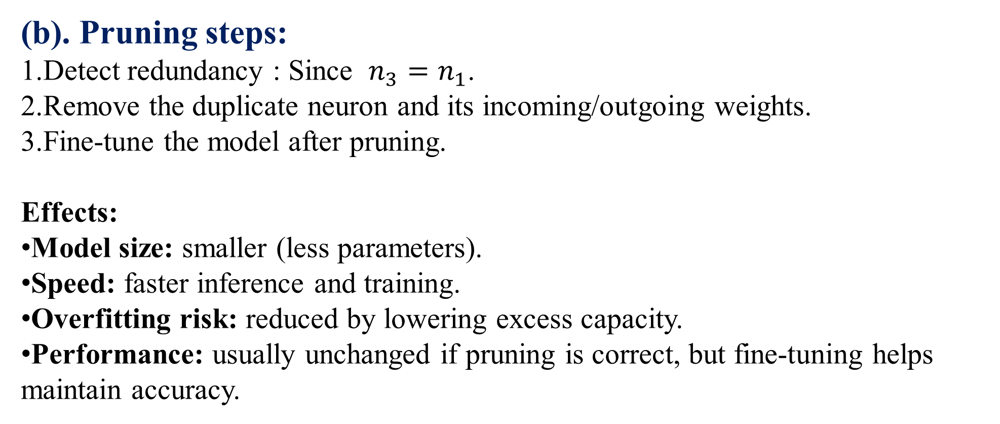 (b). Pruning steps:
1.Detect redundancy : Since n₃ = n₁.
2.Remove the duplicate neuron and its incoming/outgoing weights.
3.Fine-tune the model after pruning.
Effects:
•Model size: smaller (less parameters).
•Speed: faster inference and training.
•Overfitting risk: reduced by lowering excess capacity.
•Performance: usually unchanged if pruning is correct, but fine-tuning helps
maintain accuracy.